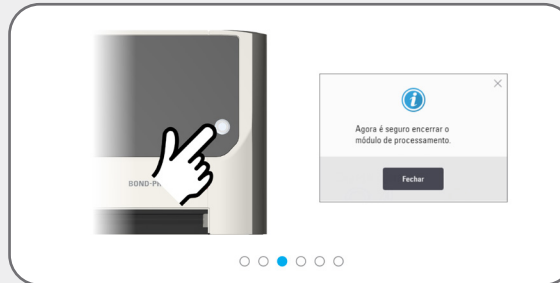 BOND-PR
Agora é seguro encerrar o
módulo de processamento.
Fechar